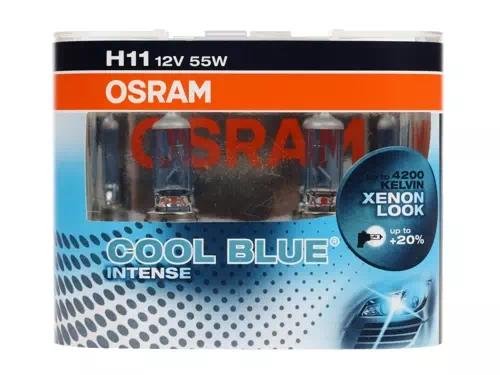 H11 12V 55W
OSRAM
OSRAM
up to 4200
KELVIN
XENON
LOOK
up to
+20%
COOL BLUE®
INTENSE